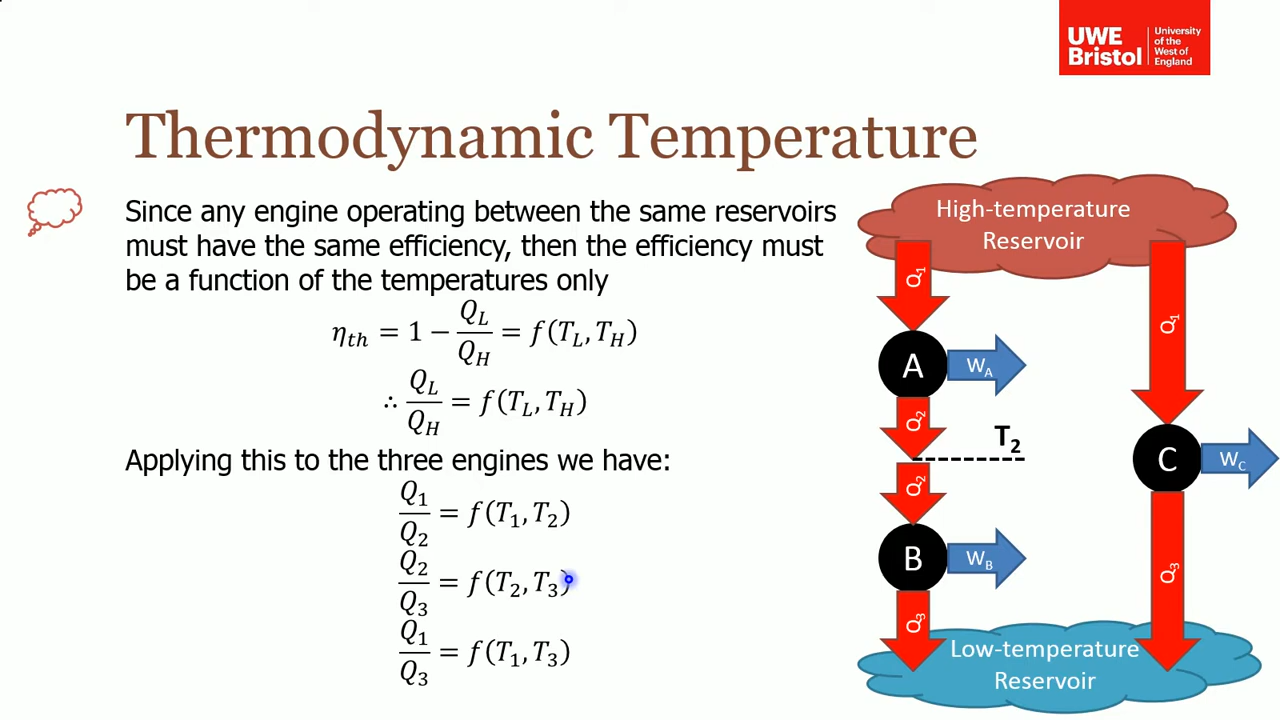 UWE
Bristol
University
of the
West of
England
Thermodynamic Temperature
Since any engine operating between the same reservoirs
must have the same efficiency, then the efficiency must
be a function of the temperatures only
η_th = 1 − Q_L/Q_H = f(T_L, T_H)
∴ Q_L/Q_H = f(T_L, T_H)
Applying this to the three engines we have:
Q_1/Q_2 = f(T_1, T_2)
Q_2/Q_3 = f(T_2, T_3)
Q_1/Q_3 = f(T_1, T_3)
High-temperature
Reservoir
Q_1
Q_1
A
W_A
Q_2
T_2
C
W_C
Q_2
B
W_B
Q_3
Q_3
Low-temperature
Reservoir